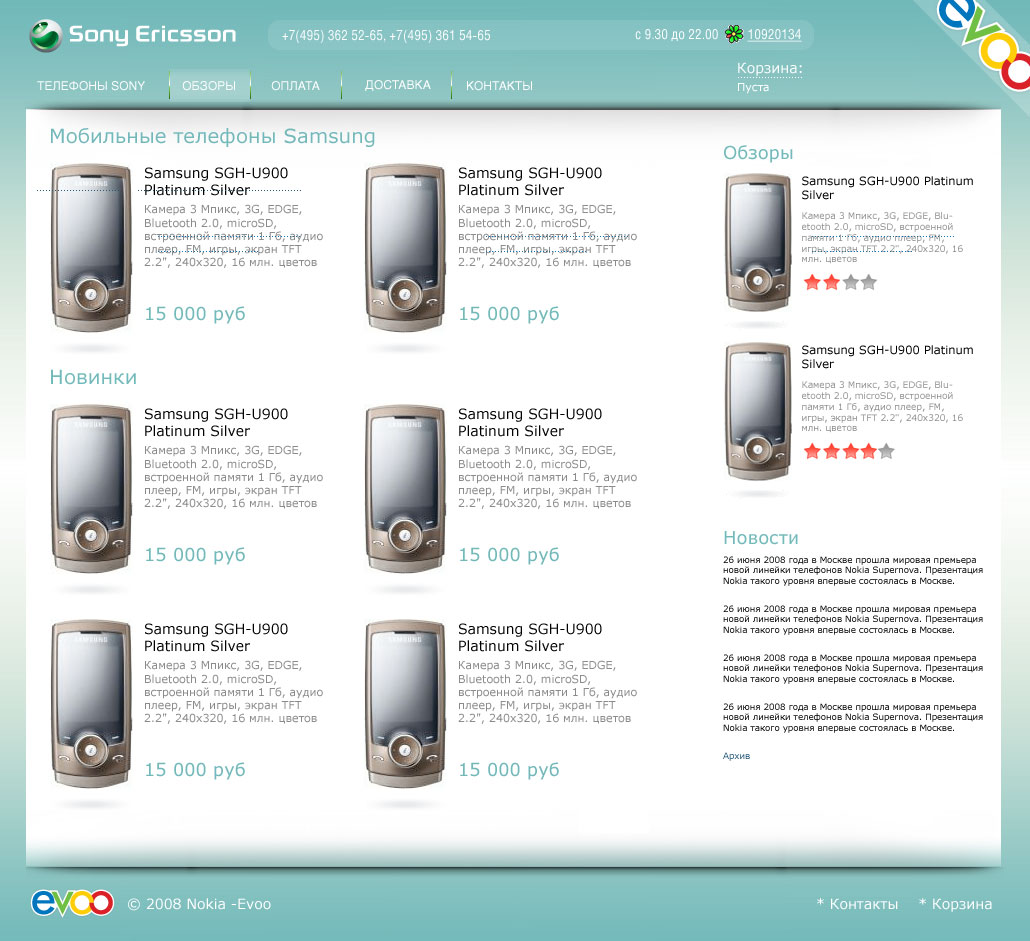 Sony Ericsson
+7(495) 362 52-65, +7(495) 361 54-65
с 9.30 до 22.00 10920134
evoo
Корзина:
Пуста
ТЕЛЕФОНЫ SONY
ОБЗОРЫ
ОПЛАТА
ДОСТАВКА
КОНТАКТЫ
Мобильные телефоны Samsung
SAMSUNG
Samsung SGH-U900
Platinum Silver
Камера 3 Мпикс, 3G, EDGE,
Bluetooth 2.0, microSD,
встроенной памяти 1 Гб, аудио
плеер, FM, игры, экран TFT
2.2", 240x320, 16 млн. цветов
15 000 руб
SAMSUNG
Samsung SGH-U900
Platinum Silver
Камера 3 Мпикс, 3G, EDGE,
Bluetooth 2.0, microSD,
встроенной памяти 1 Гб, аудио
плеер, FM, игры, экран TFT
2.2", 240x320, 16 млн. цветов
15 000 руб
Новинки
SAMSUNG
Samsung SGH-U900
Platinum Silver
Камера 3 Мпикс, 3G, EDGE,
Bluetooth 2.0, microSD,
встроенной памяти 1 Гб, аудио
плеер, FM, игры, экран TFT
2.2", 240x320, 16 млн. цветов
15 000 руб
SAMSUNG
Samsung SGH-U900
Platinum Silver
Камера 3 Мпикс, 3G, EDGE,
Bluetooth 2.0, microSD,
встроенной памяти 1 Гб, аудио
плеер, FM, игры, экран TFT
2.2", 240x320, 16 млн. цветов
15 000 руб
SAMSUNG
Samsung SGH-U900
Platinum Silver
Камера 3 Мпикс, 3G, EDGE,
Bluetooth 2.0, microSD,
встроенной памяти 1 Гб, аудио
плеер, FM, игры, экран TFT
2.2", 240x320, 16 млн. цветов
15 000 руб
SAMSUNG
Samsung SGH-U900
Platinum Silver
Камера 3 Мпикс, 3G, EDGE,
Bluetooth 2.0, microSD,
встроенной памяти 1 Гб, аудио
плеер, FM, игры, экран TFT
2.2", 240x320, 16 млн. цветов
15 000 руб
Обзоры
SAMSUNG
Samsung SGH-U900 Platinum
Silver
Камера 3 Мпикс, 3G, EDGE, Blu-
etooth 2.0, microSD, встроенной
памяти 1 Гб, аудио плеер, FM,
игры, экран TFT 2.2", 240x320, 16
млн. цветов
SAMSUNG
Samsung SGH-U900 Platinum
Silver
Камера 3 Мпикс, 3G, EDGE, Blu-
etooth 2.0, microSD, встроенной
памяти 1 Гб, аудио плеер, FM,
игры, экран TFT 2.2", 240x320, 16
млн. цветов
Новости
26 июня 2008 года в Москве прошла мировая премьера
новой линейки телефонов Nokia Supernova. Презентация
Nokia такого уровня впервые состоялась в Москве.
26 июня 2008 года в Москве прошла мировая премьера
новой линейки телефонов Nokia Supernova. Презентация
Nokia такого уровня впервые состоялась в Москве.
26 июня 2008 года в Москве прошла мировая премьера
новой линейки телефонов Nokia Supernova. Презентация
Nokia такого уровня впервые состоялась в Москве.
26 июня 2008 года в Москве прошла мировая премьера
новой линейки телефонов Nokia Supernova. Презентация
Nokia такого уровня впервые состоялась в Москве.
Архив
evoo
© 2008 Nokia -Evoo
* Контакты
* Корзина